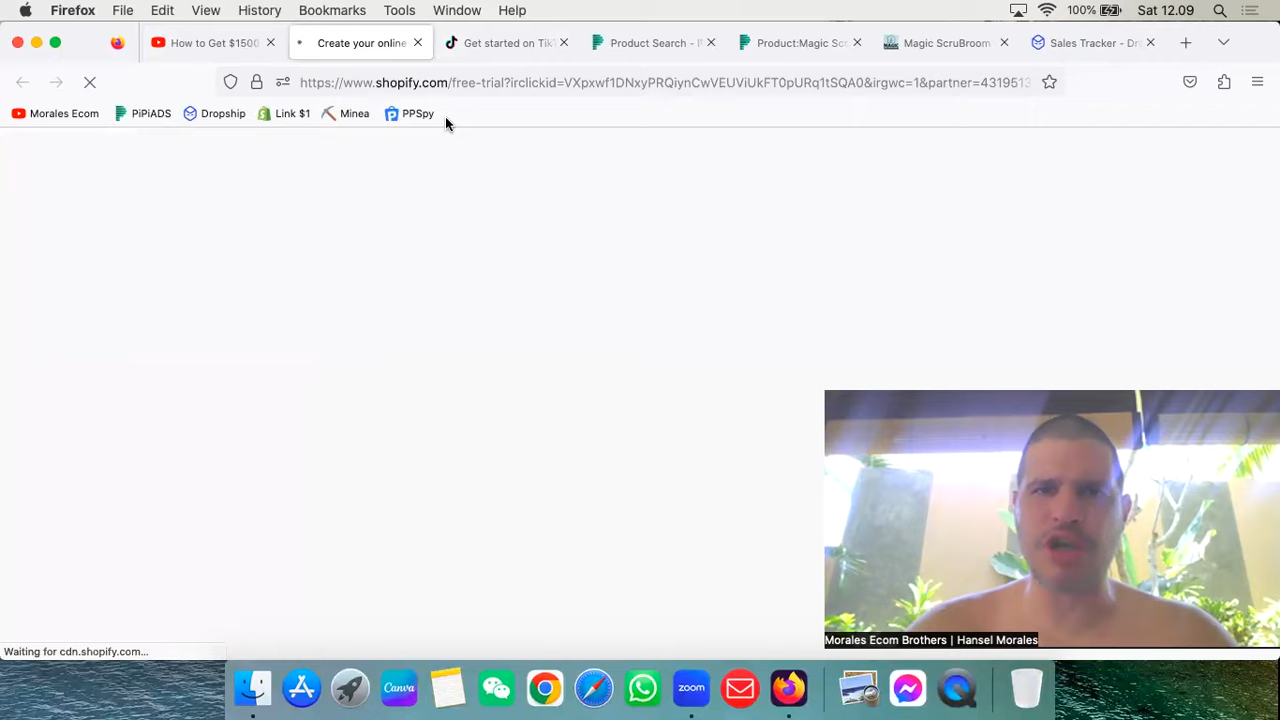 Firefox File Edit View History Bookmarks Tools Window Help 100% Sat 12.09
How to Get $1500 Create your online Get started on Tik Product Search - Product:Magic Scr Magic ScruBroom Sales Tracker - Dr
https://www.shopify.com/free-trial?irclickid=VXpxwf1DNxyPRQiynCwVEUViUkFT0pURq1tSQA0&irgwc=1&partner=4319513
Morales Ecom PiPiADS Dropship Link $1 Minea PPSpy
Morales Ecom Brothers | Hansel Morales
Waiting for cdn.shopify.com...
Canva zoom